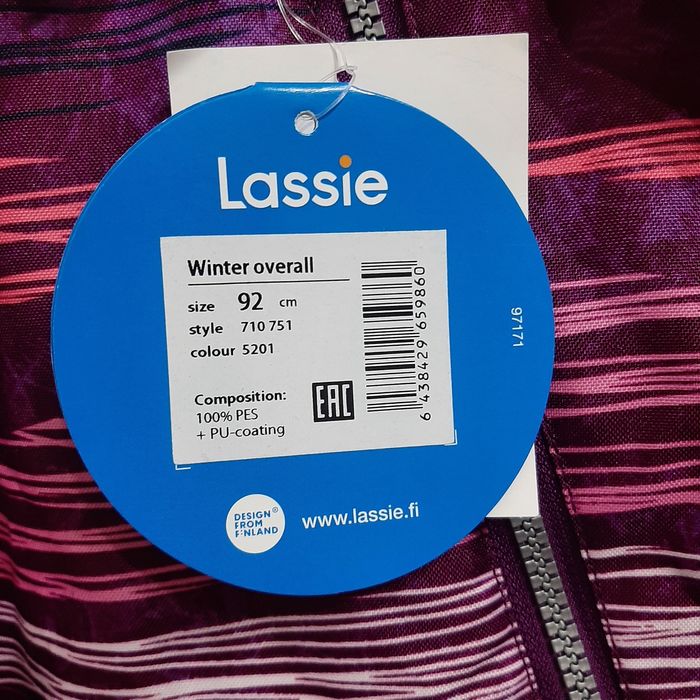 Lassie
Winter overall
size 92 cm
style 710 751
colour 5201
Composition:
100% PES
+ PU-coating
EAC
6 438429 659860
97171
DESIGN®
FROM
FINLAND
www.lassie.fi